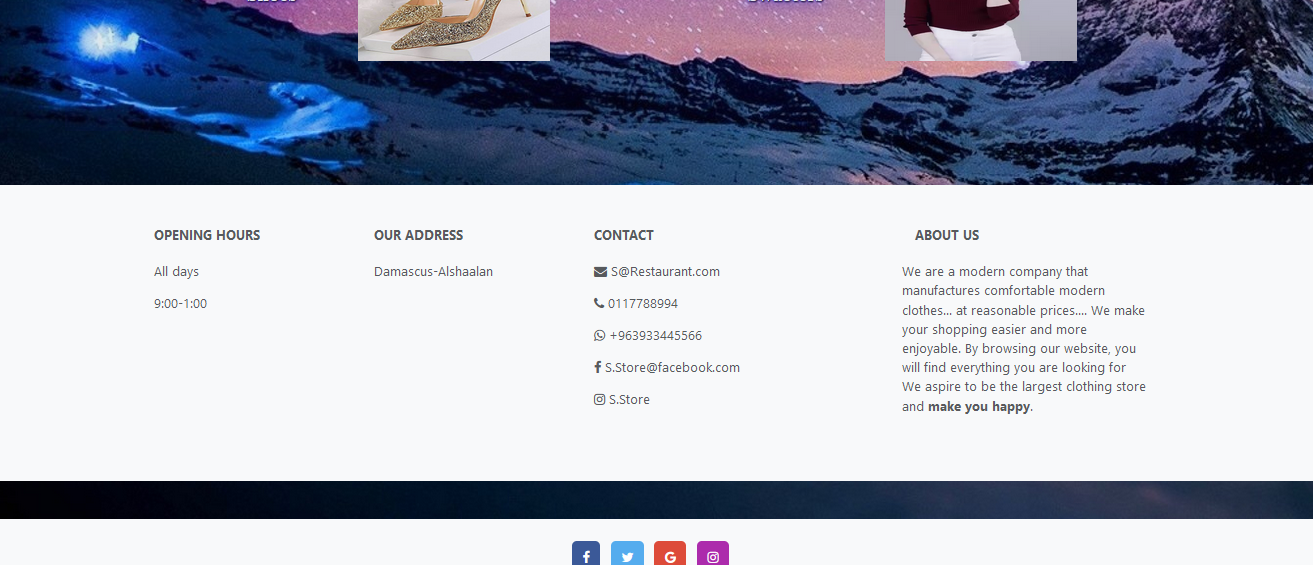 OPENING HOURS
All days
9:00-1:00
OUR ADDRESS
Damascus-Alshaalan
CONTACT
S@Restaurant.com
0117788994
+963933445566
S.Store@facebook.com
S.Store
ABOUT US
We are a modern company that
manufactures comfortable modern
clothes... at reasonable prices.... We make
your shopping easier and more
enjoyable. By browsing our website, you
will find everything you are looking for
We aspire to be the largest clothing store
and make you happy.